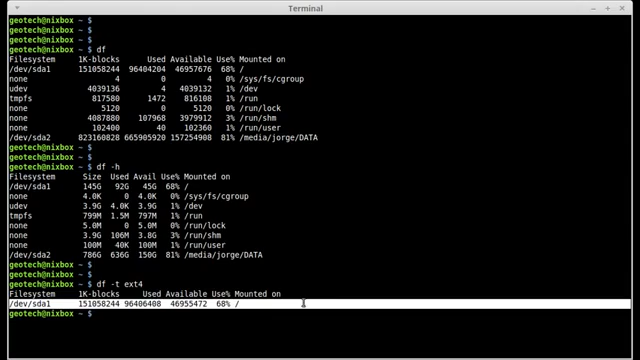 Terminal
geotech@nixbox ~ $
geotech@nixbox ~ $
geotech@nixbox ~ $
geotech@nixbox ~ $ df
Filesystem 1K-blocks Used Available Use% Mounted on
/dev/sda1 151058244 96404204 46957676 68% /
none 4 0 4 0% /sys/fs/cgroup
udev 4039136 4 4039132 1% /dev
tmpfs 817580 1472 816108 1% /run
none 5120 0 5120 0% /run/lock
none 4087880 107968 3979912 3% /run/shm
none 102400 40 102360 1% /run/user
/dev/sda2 823160828 665905920 157254908 81% /media/jorge/DATA
geotech@nixbox ~ $
geotech@nixbox ~ $
geotech@nixbox ~ $ df -h
Filesystem Size Used Avail Use% Mounted on
/dev/sda1 145G 92G 45G 68% /
none 4.0K 0 4.0K 0% /sys/fs/cgroup
udev 3.9G 4.0K 3.9G 1% /dev
tmpfs 799M 1.5M 797M 1% /run
none 5.0M 0 5.0M 0% /run/lock
none 3.9G 106M 3.8G 3% /run/shm
none 100M 40K 100M 1% /run/user
/dev/sda2 786G 636G 150G 81% /media/jorge/DATA
geotech@nixbox ~ $
geotech@nixbox ~ $
geotech@nixbox ~ $ df -t ext4
Filesystem 1K-blocks Used Available Use% Mounted on
/dev/sda1 151058244 96406408 46955472 68% /
geotech@nixbox ~ $